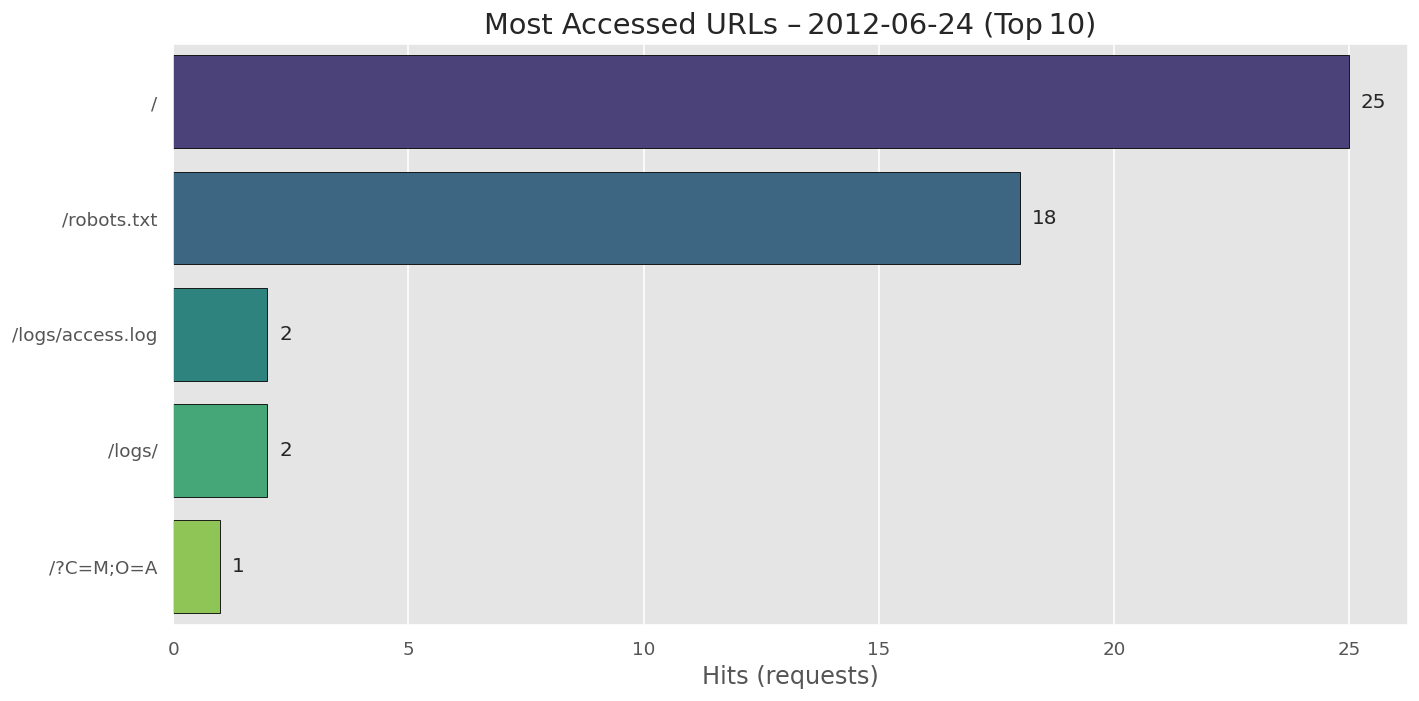 Most Accessed URLs – 2012-06-24 (Top 10)
/
25
/robots.txt
18
/logs/access.log
2
/logs/
2
/?C=M;O=A
1
0
5
10
15
20
25
Hits (requests)